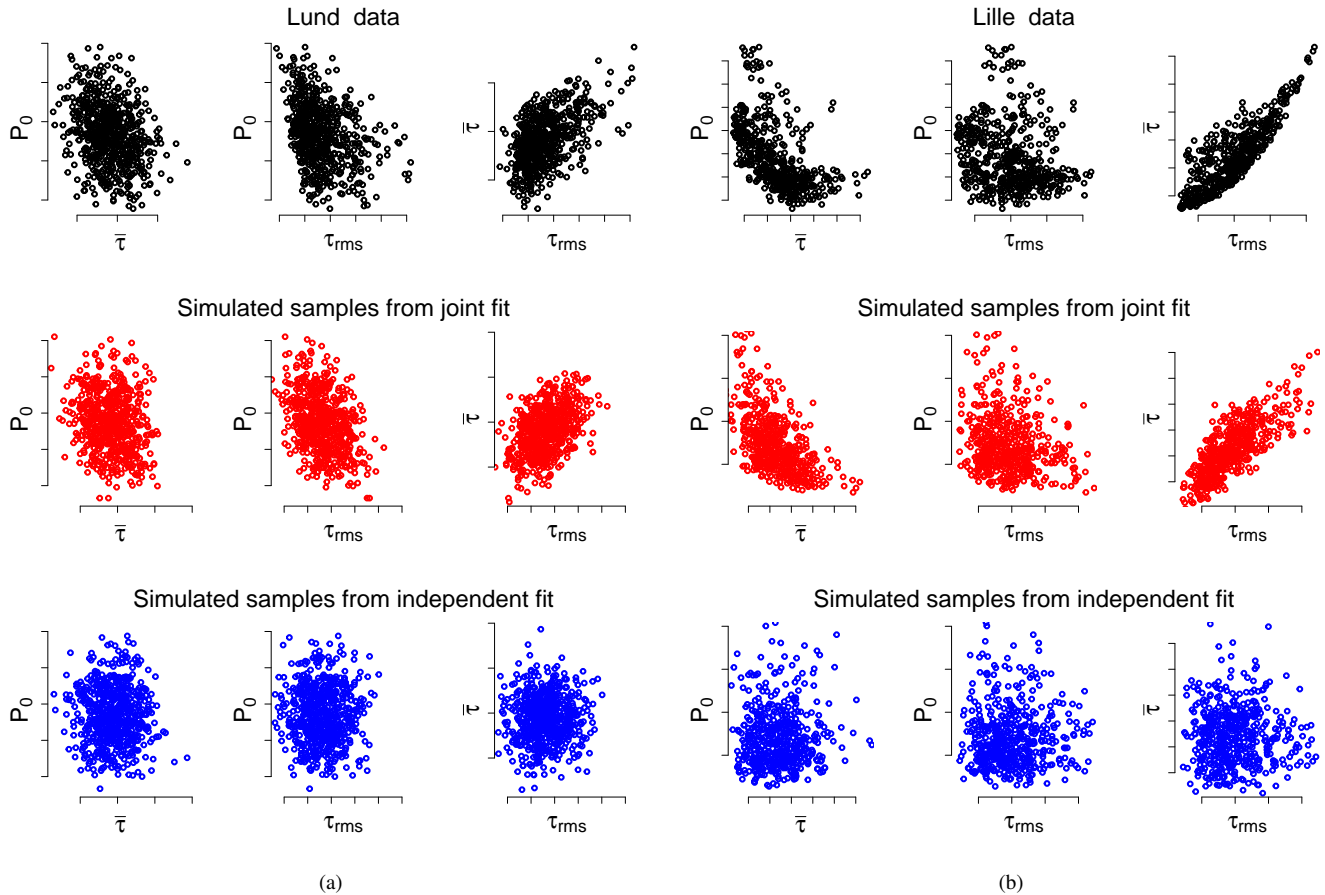 Lund data
Lille data
P0
P0
τ̅
P0
P0
τ̅
τ̅
τrms
τrms
τ̅
τrms
τrms
Simulated samples from joint fit
Simulated samples from joint fit
P0
P0
τ̅
P0
P0
τ̅
τ̅
τrms
τrms
τ̅
τrms
τrms
Simulated samples from independent fit
Simulated samples from independent fit
P0
P0
τ̅
P0
P0
τ̅
τ̅
τrms
τrms
τ̅
τrms
τrms
(a)
(b)